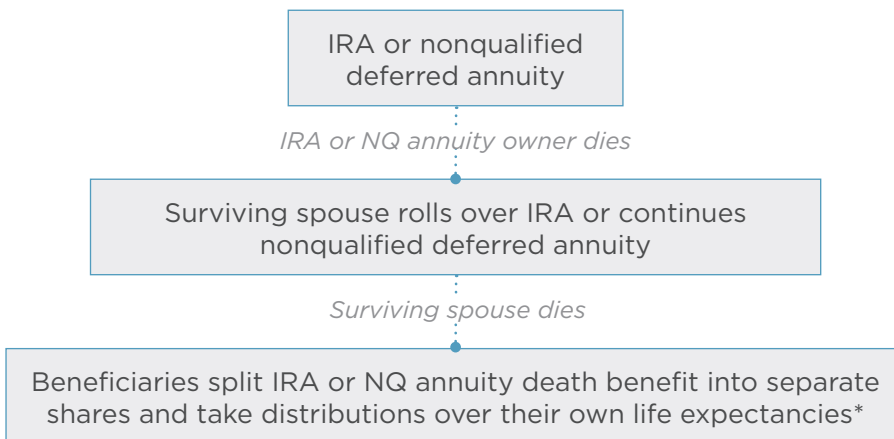 IRA or nonqualified
deferred annuity
IRA or NQ annuity owner dies
Surviving spouse rolls over IRA or continues
nonqualified deferred annuity
Surviving spouse dies
Beneficiaries split IRA or NQ annuity death benefit into separate
shares and take distributions over their own life expectancies*